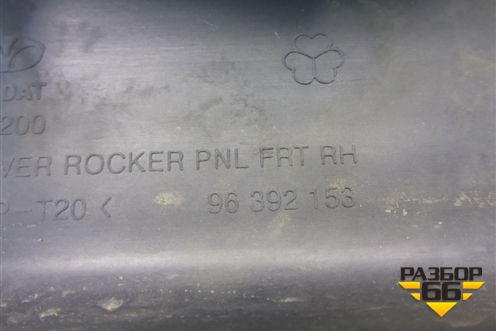 DAT
200
VER ROCKER PNL FRT RH
P-T20 < 96 392 153
РАЗБОР
66